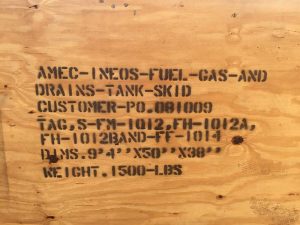 AMEC-INEOS-FUEL-GAS-AND
DRAINS-TANK-SKID
CUSTOMER-PO.081009
TAG,S-FM-1012,FH-1012A,
FH-1012BAND-FF-1014
DIMS.9'4''X50''X38''
WEIGHT.1500-LBS